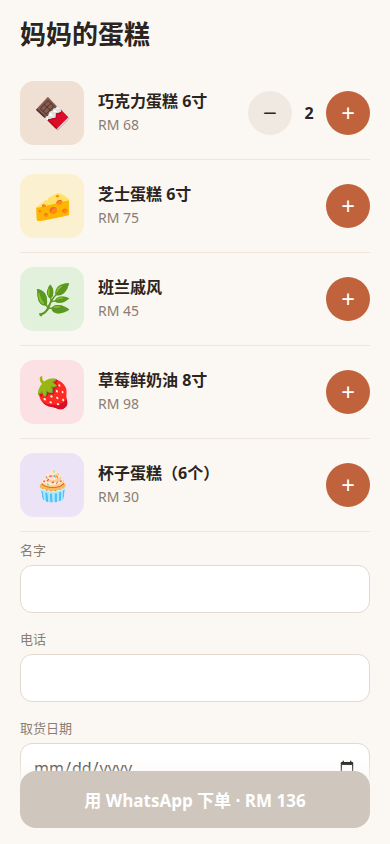 妈妈的蛋糕
巧克力蛋糕 6寸
RM 68
− 2 +
芝士蛋糕 6寸
RM 75
+
班兰戚风
RM 45
+
草莓鲜奶油 8寸
RM 98
+
杯子蛋糕（6个）
RM 30
+
名字
电话
取货日期
mm/dd/yyyy
用 WhatsApp 下单 · RM 136